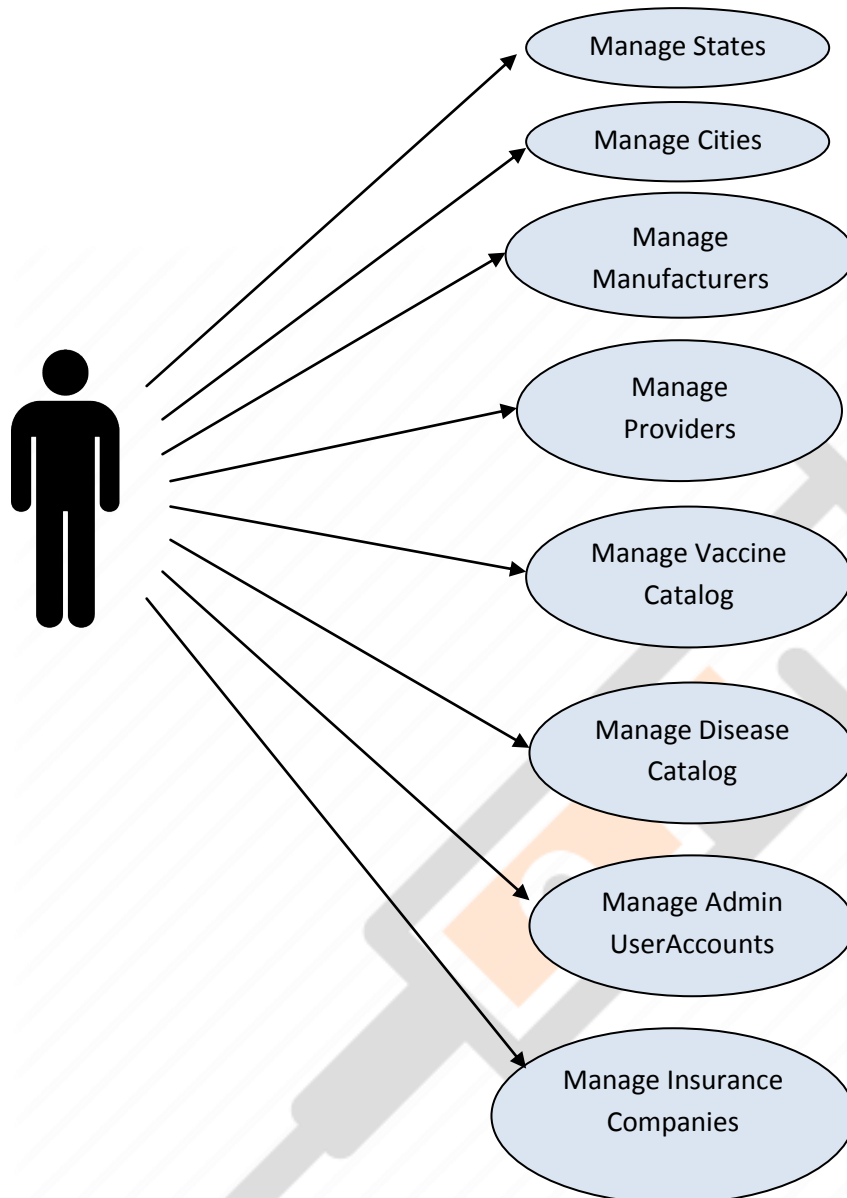 Manage States
Manage Cities
Manage
Manufacturers
Manage
Providers
Manage Vaccine
Catalog
Manage Disease
Catalog
Manage Admin
UserAccounts
Manage Insurance
Companies